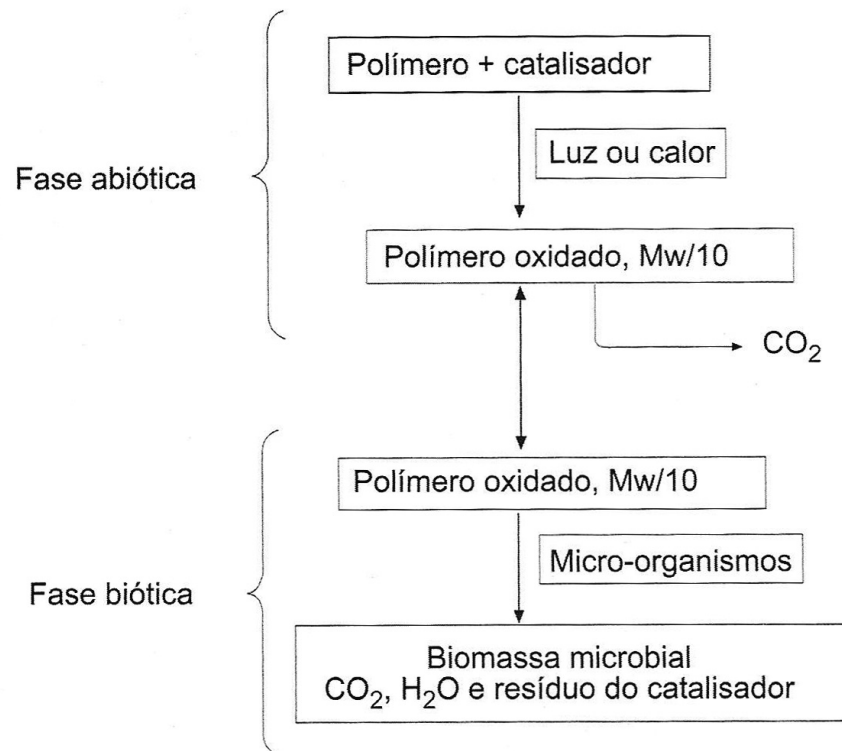 Polímero + catalisador
Luz ou calor
Fase abiótica
Polímero oxidado, Mw/10
CO₂
Polímero oxidado, Mw/10
Micro-organismos
Fase biótica
Biomassa microbial
CO₂, H₂O e resíduo do catalisador